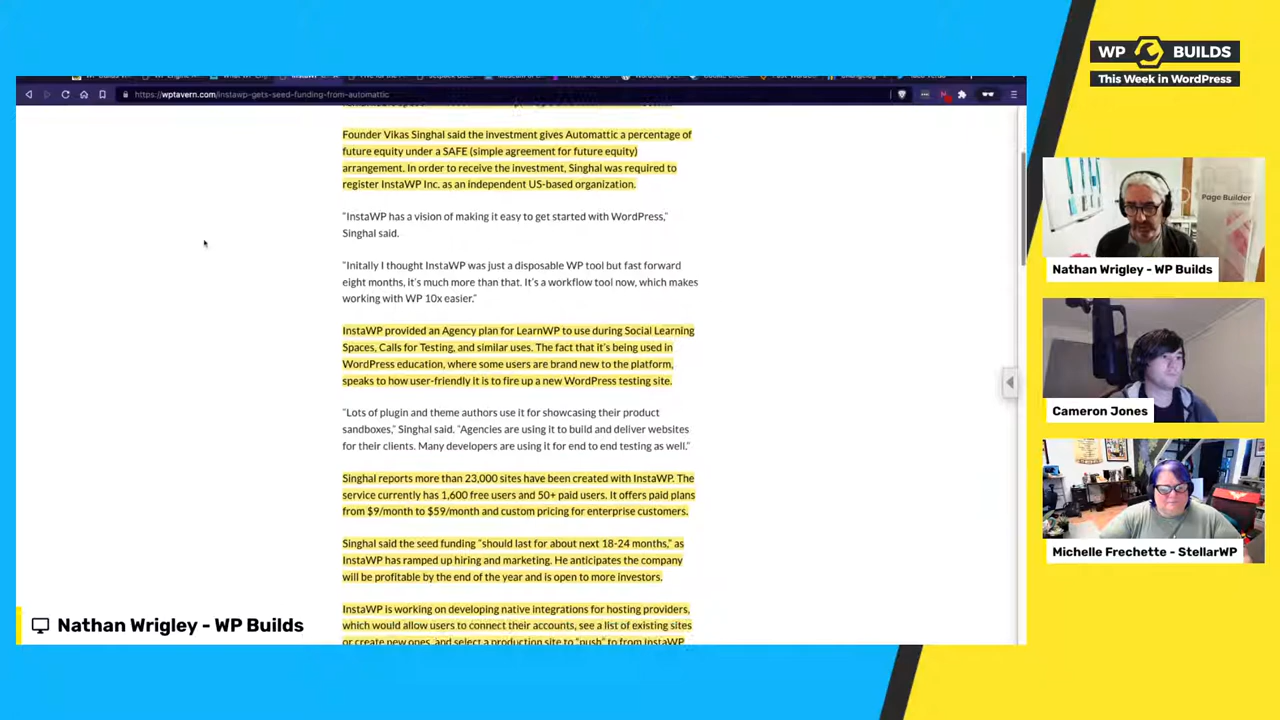 WP BUILDS
This Week in WordPress
https://wptavern.com/instawp-gets-seed-funding-from-automattic
Founder Vikas Singhal said the investment gives Automattic a percentage of
future equity under a SAFE (simple agreement for future equity)
arrangement. In order to receive the investment, Singhal was required to
register InstaWP Inc. as an independent US-based organization.
"InstaWP has a vision of making it easy to get started with WordPress,"
Singhal said.
"Initally I thought InstaWP was just a disposable WP tool but fast forward
eight months, it's much more than that. It's a workflow tool now, which makes
working with WP 10x easier."
InstaWP provided an Agency plan for LearnWP to use during Social Learning
Spaces, Calls for Testing, and similar uses. The fact that it's being used in
WordPress education, where some users are brand new to the platform,
speaks to how user-friendly it is to fire up a new WordPress testing site.
"Lots of plugin and theme authors use it for showcasing their product
sandboxes," Singhal said. "Agencies are using it to build and deliver websites
for their clients. Many developers are using it for end to end testing as well."
Singhal reports more than 23,000 sites have been created with InstaWP. The
service currently has 1,600 free users and 50+ paid users. It offers paid plans
from $9/month to $59/month and custom pricing for enterprise customers.
Singhal said the seed funding "should last for about next 18-24 months," as
InstaWP has ramped up hiring and marketing. He anticipates the company
will be profitable by the end of the year and is open to more investors.
InstaWP is working on developing native integrations for hosting providers,
which would allow users to connect their accounts, see a list of existing sites
or create new ones, and select a production site to "push" to from InstaWP.
Nathan Wrigley - WP Builds
Page Builder
Nathan Wrigley - WP Builds
Cameron Jones
Michelle Frechette - StellarWP